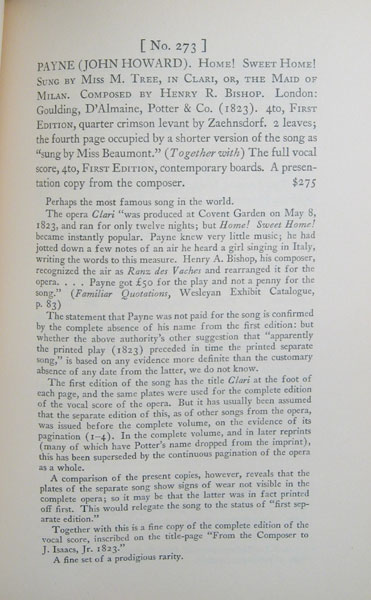 [ No. 273 ]
PAYNE (JOHN HOWARD). HOME! SWEET HOME!
SUNG BY MISS M. TREE, IN CLARI, OR, THE MAID OF
MILAN. COMPOSED BY HENRY R. BISHOP. London:
Goulding, D'Almaine, Potter & Co. (1823). 4to, FIRST
EDITION, quarter crimson levant by Zaehnsdorf. 2 leaves;
the fourth page occupied by a shorter version of the song as
"sung by Miss Beaumont." (Together with) The full vocal
score, 4to, FIRST EDITION, contemporary boards. A presen-
tation copy from the composer. $275
Perhaps the most famous song in the world.
The opera Clari "was produced at Covent Garden on May 8,
1823, and ran for only twelve nights; but Home! Sweet Home!
became instantly popular. Payne knew very little music; he had
jotted down a few notes of an air he heard a girl singing in Italy,
writing the words to this measure. Henry A. Bishop, his composer,
recognized the air as Ranz des Vaches and rearranged it for the
opera. . . . Payne got £50 for the play and not a penny for the
song." (Familiar Quotations, Wesleyan Exhibit Catalogue,
p. 83)
The statement that Payne was not paid for the song is confirmed
by the complete absence of his name from the first edition: but
whether the above authority's other suggestion that "apparently
the printed play (1823) preceded in time the printed separate
song," is based on any evidence more definite than the customary
absence of any date from the latter, we do not know.
The first edition of the song has the title Clari at the foot of
each page, and the same plates were used for the complete edition
of the vocal score of the opera. But it has usually been assumed
that the separate edition of this, as of other songs from the opera,
was issued before the complete volume, on the evidence of its
pagination (1-4). In the complete volume, and in later reprints
(many of which have Potter's name dropped from the imprint),
this has been superseded by the continuous pagination of the opera
as a whole.
A comparison of the present copies, however, reveals that the
plates of the separate song show signs of wear not visible in the
complete opera; so it may be that the latter was in fact printed
off first. This would relegate the song to the status of "first sep-
arate edition."
Together with this is a fine copy of the complete edition of the
vocal score, inscribed on the title-page "From the Composer to
J. Isaacs, Jr. 1823."
A fine set of a prodigious rarity.